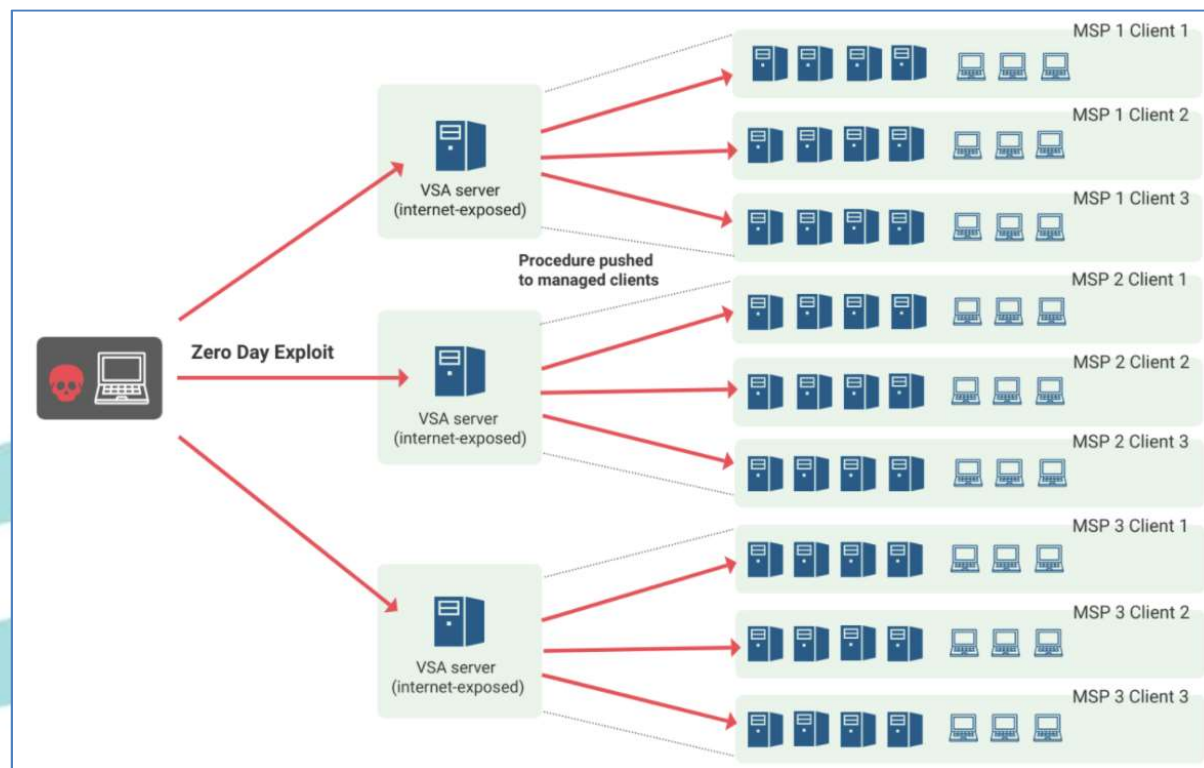 MSP 1 Client 1
MSP 1 Client 2
VSA server
(internet-exposed)
MSP 1 Client 3
Procedure pushed
to managed clients
MSP 2 Client 1
Zero Day Exploit
MSP 2 Client 2
VSA server
(internet-exposed)
MSP 2 Client 3
MSP 3 Client 1
MSP 3 Client 2
VSA server
(internet-exposed)
MSP 3 Client 3